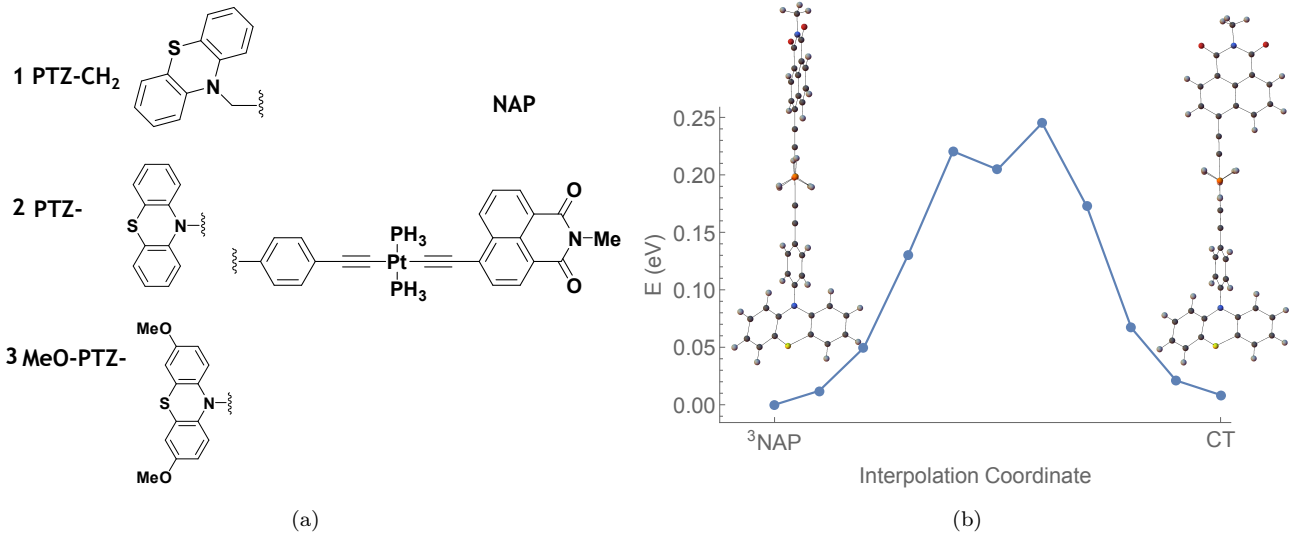 1 PTZ-CH₂
S
N
NAP
2 PTZ-
S
N
PH₃
Pt
PH₃
O
N
Me
O
3 MeO-PTZ-
MeO
S
N
MeO
(a)
E (eV)
0.25
0.20
0.15
0.10
0.05
0.00
³NAP
CT
Interpolation Coordinate
(b)